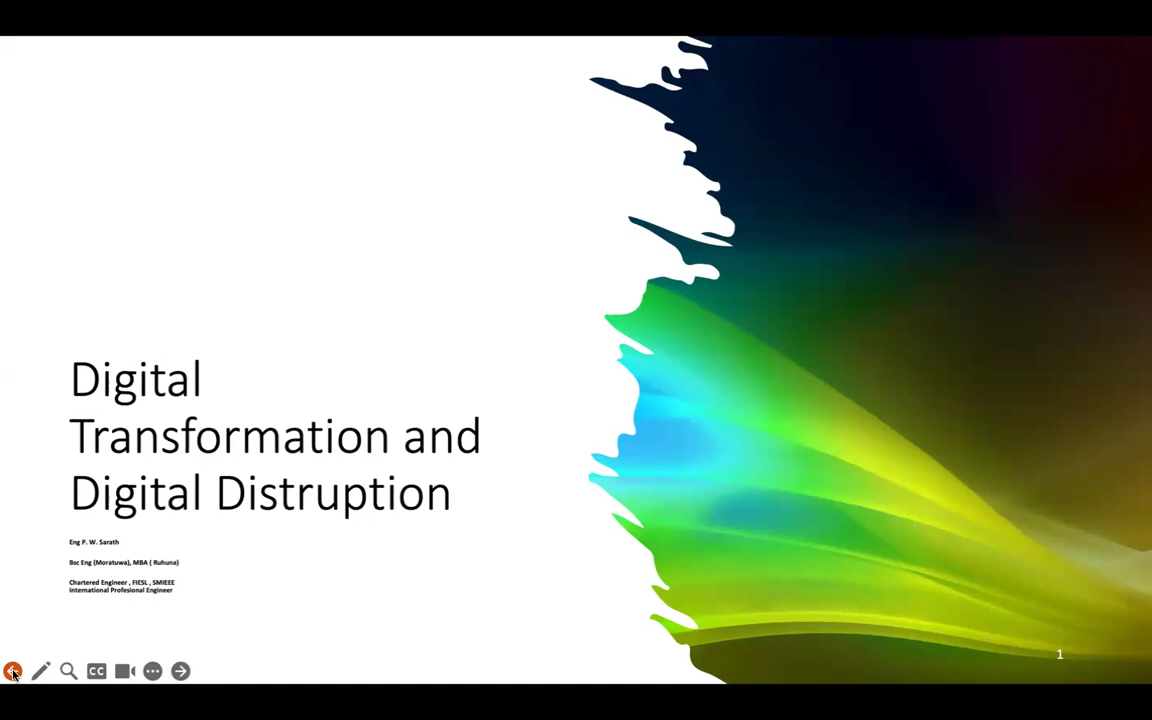 Digital
Transformation and
Digital Distruption
Eng P. W. Sarath
Bsc Eng (Moratuwa), MBA ( Ruhuna)
Chartered Engineer , FIESL , SMIEEE
International Profesional Engineer
CC
1